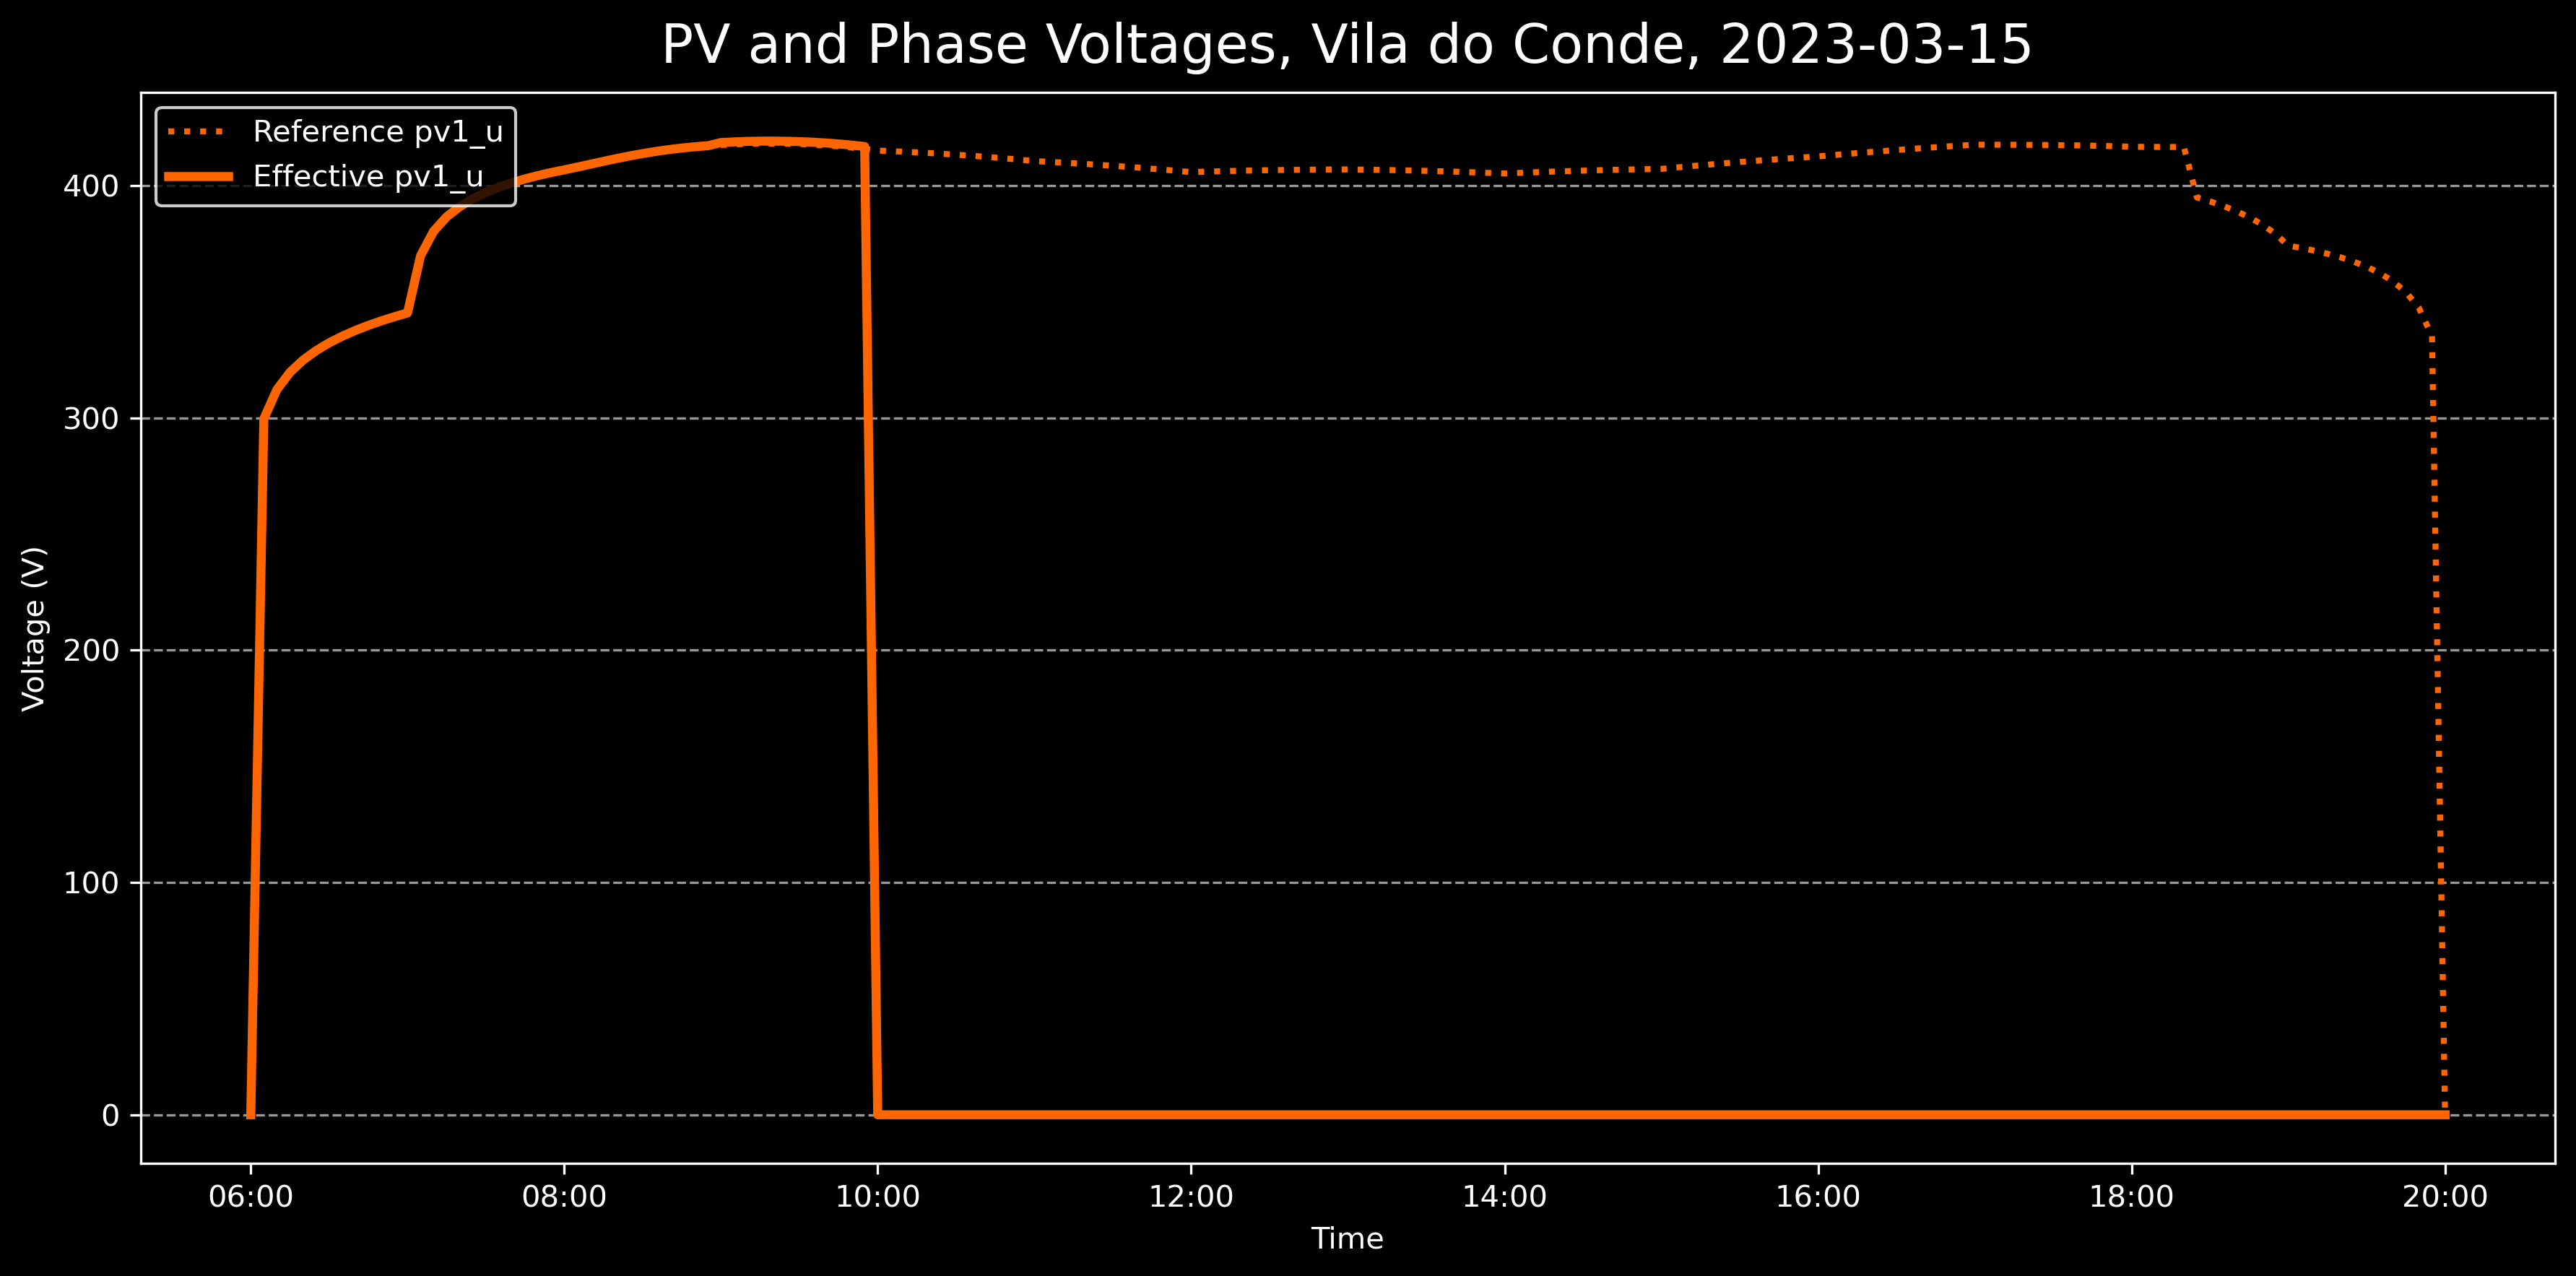 PV and Phase Voltages, Vila do Conde, 2023-03-15
Reference pv1_u
Effective pv1_u
Voltage (V)
400
300
200
100
0
06:00
08:00
10:00
12:00
14:00
16:00
18:00
20:00
Time